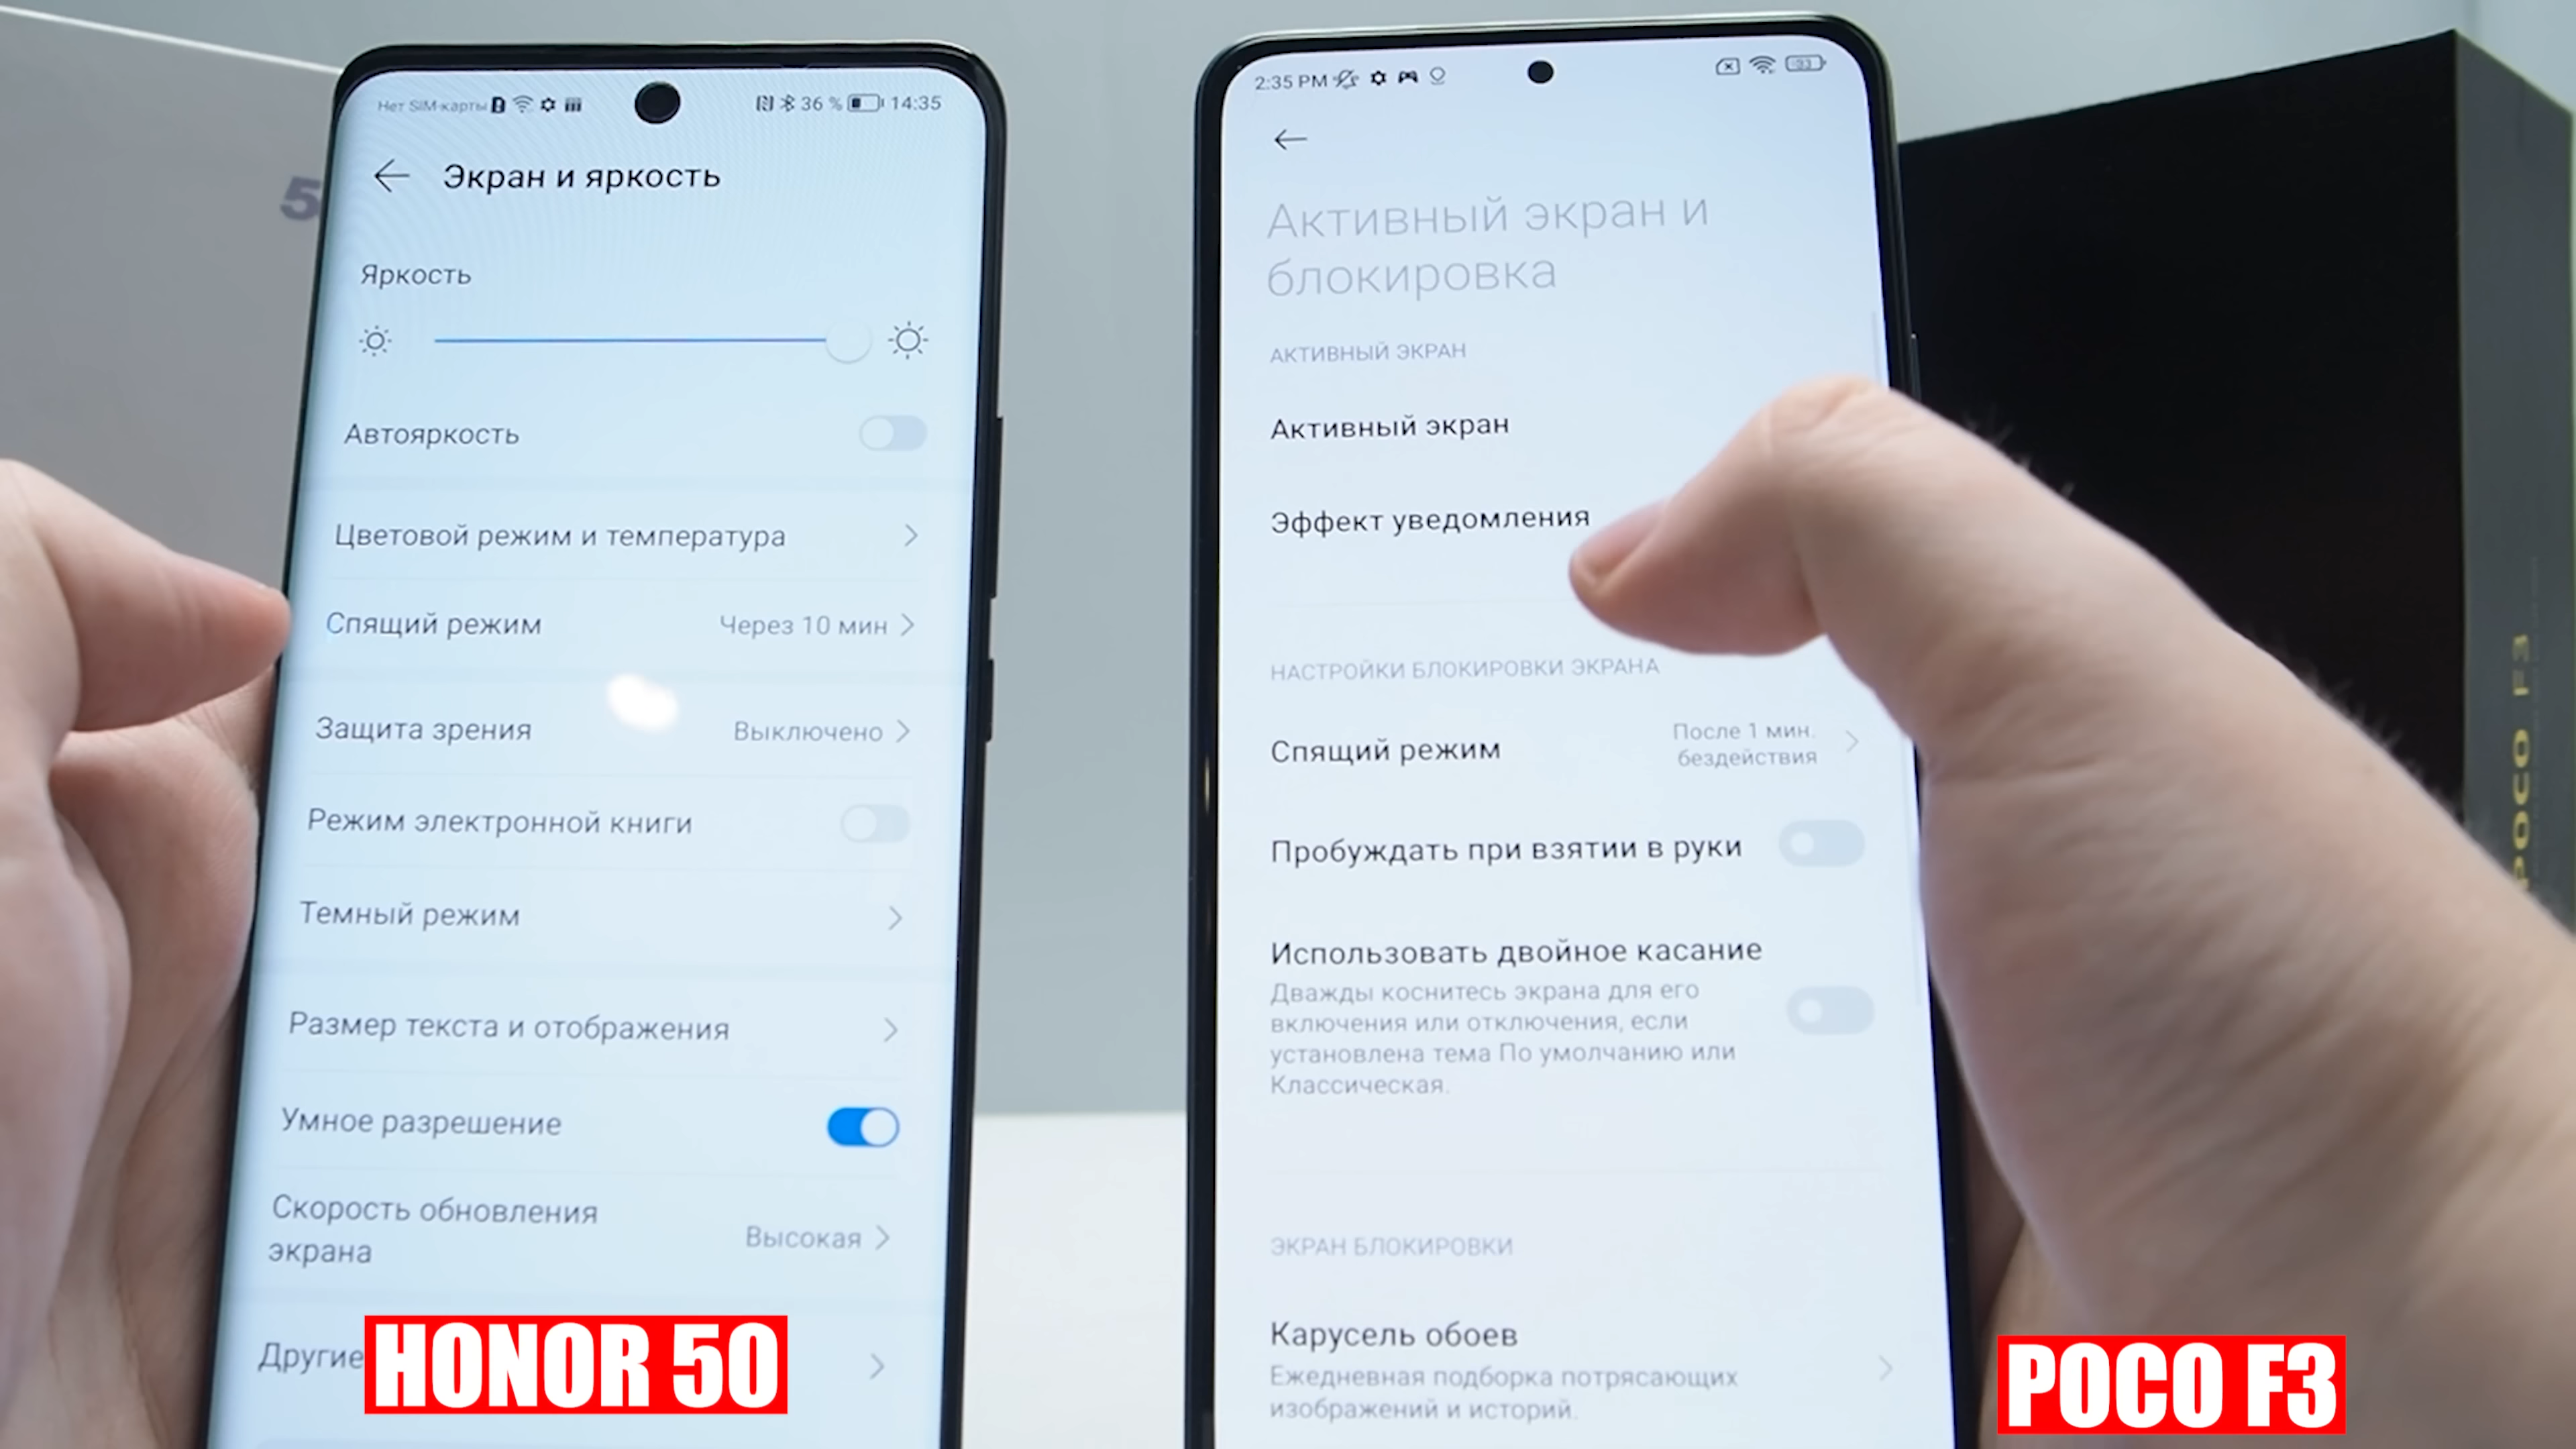 5
Нет SIM-карты
36 %
14:35
Экран и яркость
Яркость
Автояркость
Цветовой режим и температура
Спящий режим
Через 10 мин
Защита зрения
Выключено
Режим электронной книги
Темный режим
Размер текста и отображения
Умное разрешение
Скорость обновления
экрана
Высокая
Другие
HONOR 50
2:35 PM
33
Активный экран и
блокировка
АКТИВНЫЙ ЭКРАН
Активный экран
Эффект уведомления
НАСТРОЙКИ БЛОКИРОВКИ ЭКРАНА
Спящий режим
После 1 мин.
бездействия
Пробуждать при взятии в руки
Использовать двойное касание
Дважды коснитесь экрана для его
включения или отключения, если
установлена тема По умолчанию или
Классическая.
ЭКРАН БЛОКИРОВКИ
Карусель обоев
Ежедневная подборка потрясающих
изображений и историй.
POCO F3
POCO F3